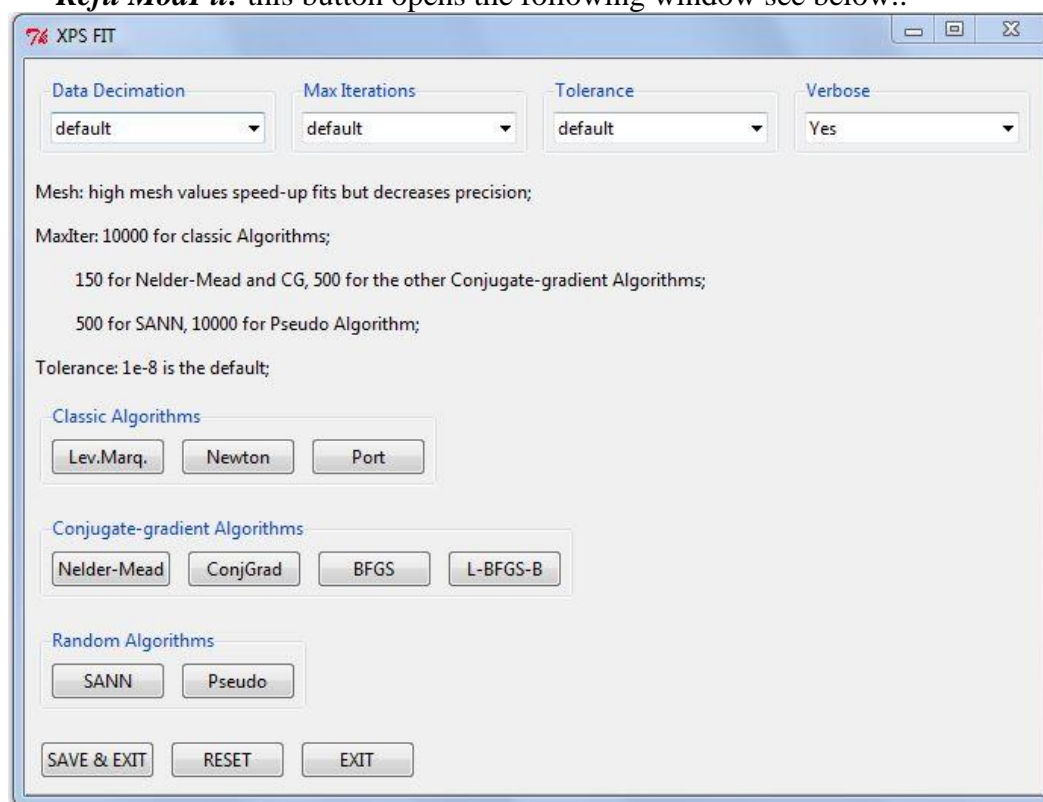 this button opens the following window see below..
XPS FIT
Data Decimation Max Iterations Tolerance Verbose
default default default Yes
Mesh: high mesh values speed-up fits but decreases precision;
MaxIter: 10000 for classic Algorithms;
150 for Nelder-Mead and CG, 500 for the other Conjugate-gradient Algorithms;
500 for SANN, 10000 for Pseudo Algorithm;
Tolerance: 1e-8 is the default;
Classic Algorithms
Lev.Marq. Newton Port
Conjugate-gradient Algorithms
Nelder-Mead ConjGrad BFGS L-BFGS-B
Random Algorithms
SANN Pseudo
SAVE & EXIT RESET EXIT